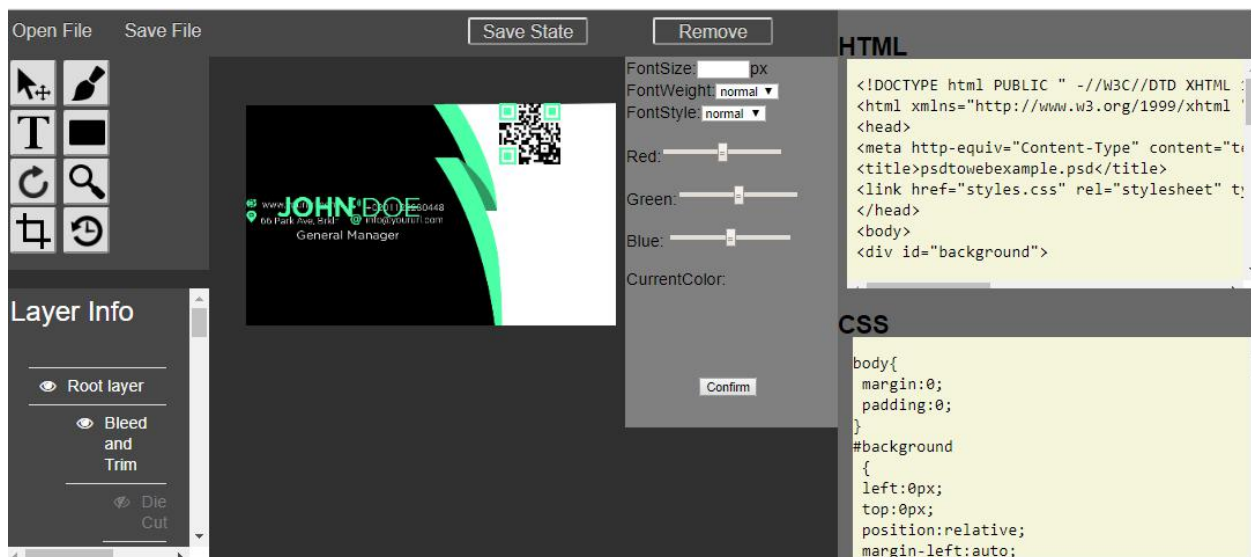 Open File
Save File
Save State
Remove
T
Layer Info
Root layer
Bleed
and
Trim
Die
Cut
JOHN DOE
66 Park Ave,
General Manager
FontSize: px
FontWeight: normal
FontStyle: normal
Red:
Green:
Blue:
CurrentColor:
Confirm
HTML
<!DOCTYPE html PUBLIC " -//W3C//DTD XHTML
<html xmlns="http://www.w3.org/1999/xhtml "
<head>
<meta http-equiv="Content-Type" content="te
<title>psdtowebexample.psd</title>
<link href="styles.css" rel="stylesheet" ty
</head>
<body>
<div id="background">
CSS
body{
margin:0;
padding:0;
}
#background
{
left:0px;
top:0px;
position:relative;
margin-left:auto;